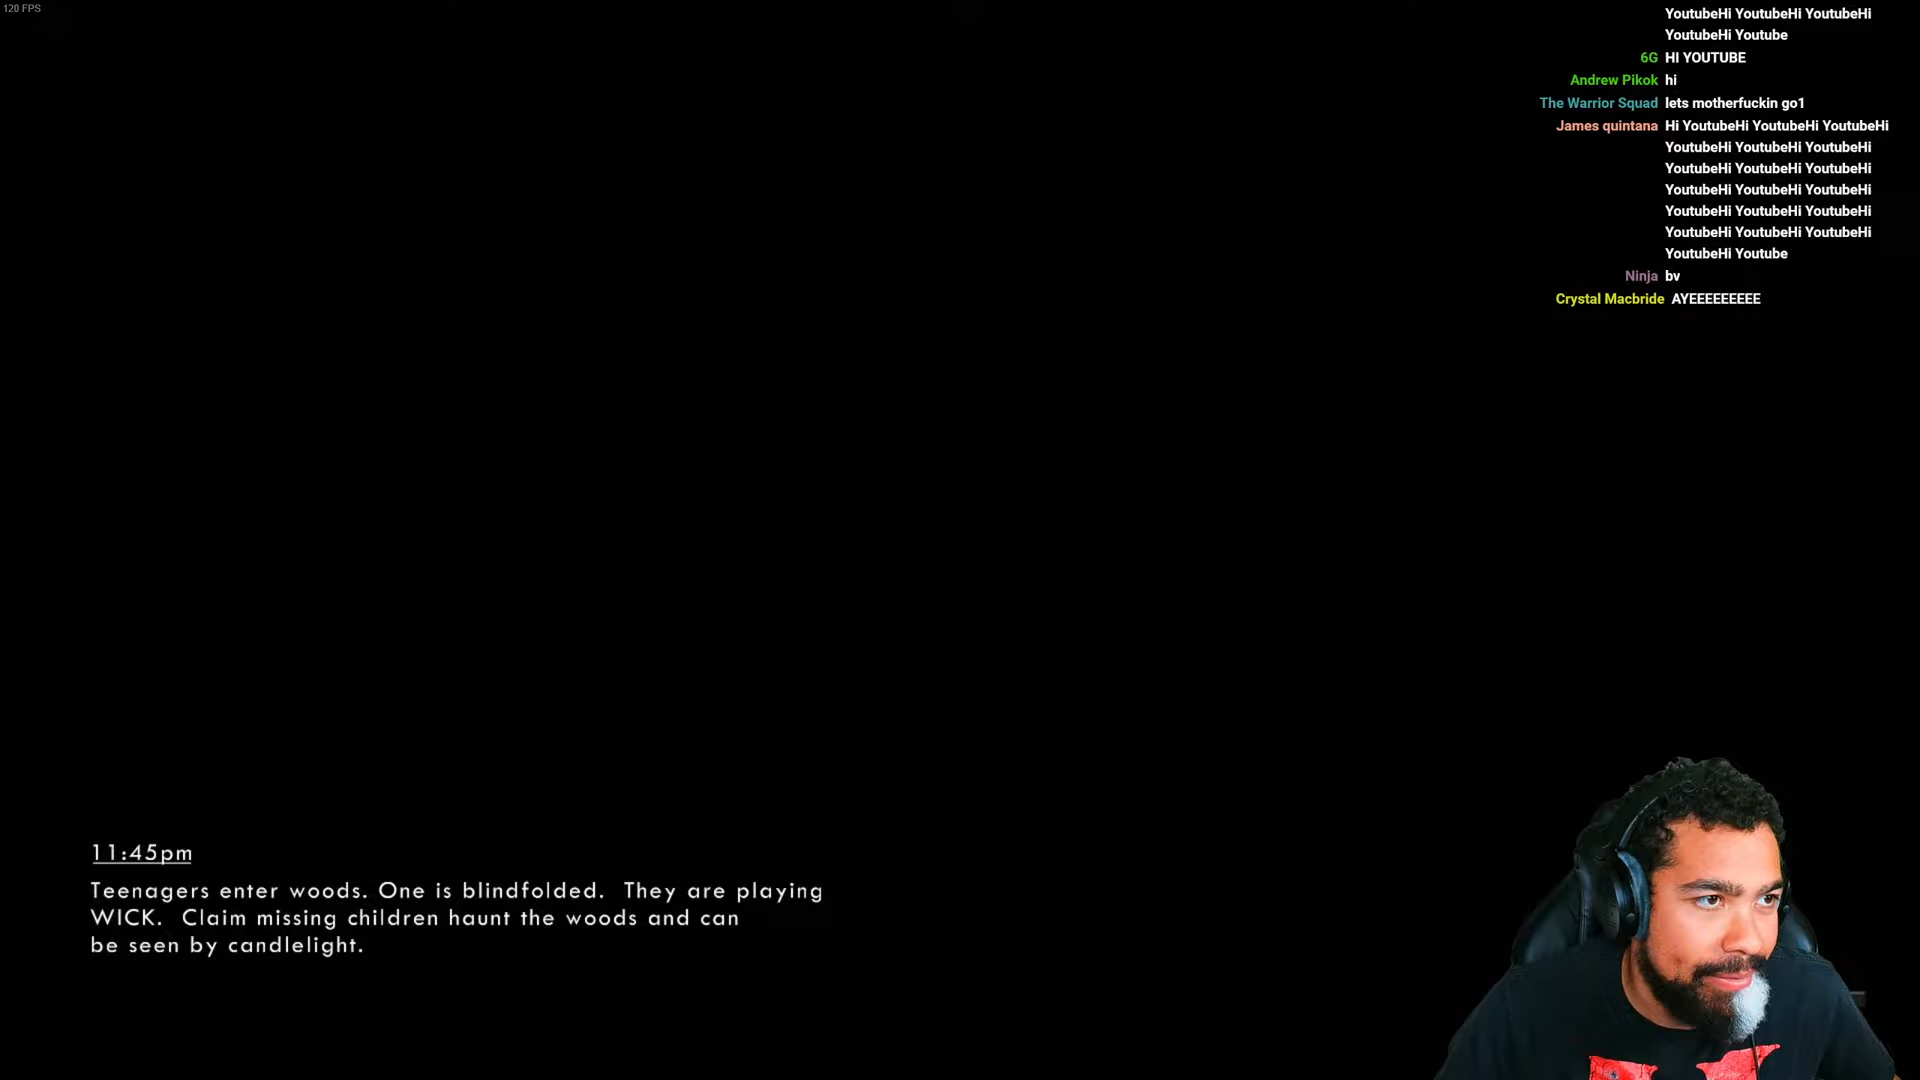 120 FPS
YoutubeHi YoutubeHi YoutubeHi
YoutubeHi Youtube
6G HI YOUTUBE
Andrew Pikok hi
The Warrior Squad lets motherfuckin go1
James quintana Hi YoutubeHi YoutubeHi YoutubeHi
YoutubeHi YoutubeHi YoutubeHi
YoutubeHi YoutubeHi YoutubeHi
YoutubeHi YoutubeHi YoutubeHi
YoutubeHi YoutubeHi YoutubeHi
YoutubeHi YoutubeHi YoutubeHi
YoutubeHi Youtube
Ninja bv
Crystal Macbride AYEEEEEEEEE
11:45pm
Teenagers enter woods. One is blindfolded. They are playing
WICK. Claim missing children haunt the woods and can
be seen by candlelight.